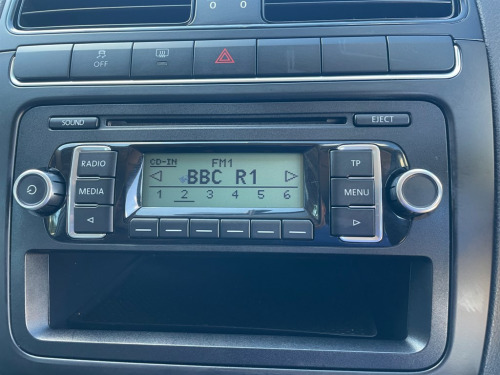 OFF
SOUND
EJECT
RADIO
MEDIA
CD-IN FM1
BBC R1
1 2 3 4 5 6
TP
MENU